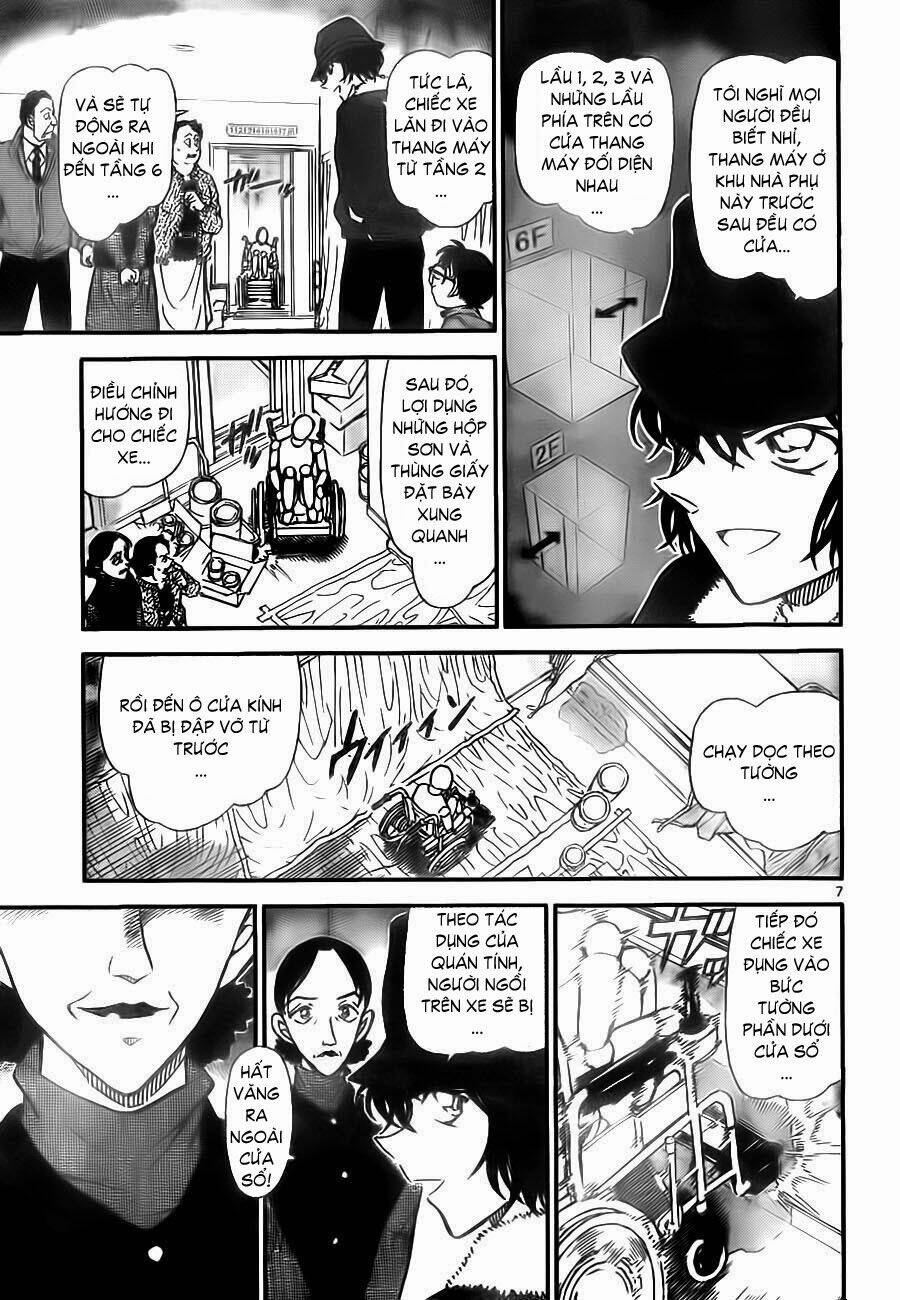 TÔI NGHĨ MỌI
NGƯỜI ĐỀU
BIẾT NHỈ,
THANG MÁY Ở
KHU NHÀ PHỤ
NÀY TRƯỚC
SAU ĐỀU CÓ
CỬA...
LẦU 1, 2, 3 VÀ
NHỮNG LẦU
PHÍA TRÊN CÓ
CỬA THANG
MÁY ĐỐI DIỆN
NHAU
...
6F
2F
TỨC LÀ,
CHIẾC XE
LĂN ĐI VÀO
THANG MÁY
TỪ TẦNG 2
...
VÀ SẼ TỰ
ĐỘNG RA
NGOÀI KHI
ĐẾN TẦNG 6
...
SAU ĐÓ,
LỢI DỤNG
NHỮNG HỘP
SƠN VÀ
THÙNG GIẤY
ĐẶT BÀY
XUNG
QUANH
...
ĐIỀU CHỈNH
HƯỚNG ĐI
CHO CHIẾC
XE...
CHẠY DỌC THEO
TƯỜNG
...
RỒI ĐẾN Ô CỬA KÍNH
ĐÃ BỊ ĐẬP VỠ TỪ
TRƯỚC
...
7
TIẾP ĐÓ
CHIẾC XE
ĐỤNG VÀO
BỨC
TƯỜNG
PHẦN DƯỚI
CỬA SỔ
...
THEO TÁC
DỤNG CỦA
QUÁN TÍNH,
NGƯỜI NGỒI
TRÊN XE SẼ BỊ
...
HẤT
VĂNG RA
NGOÀI
CỬA
SỔ!